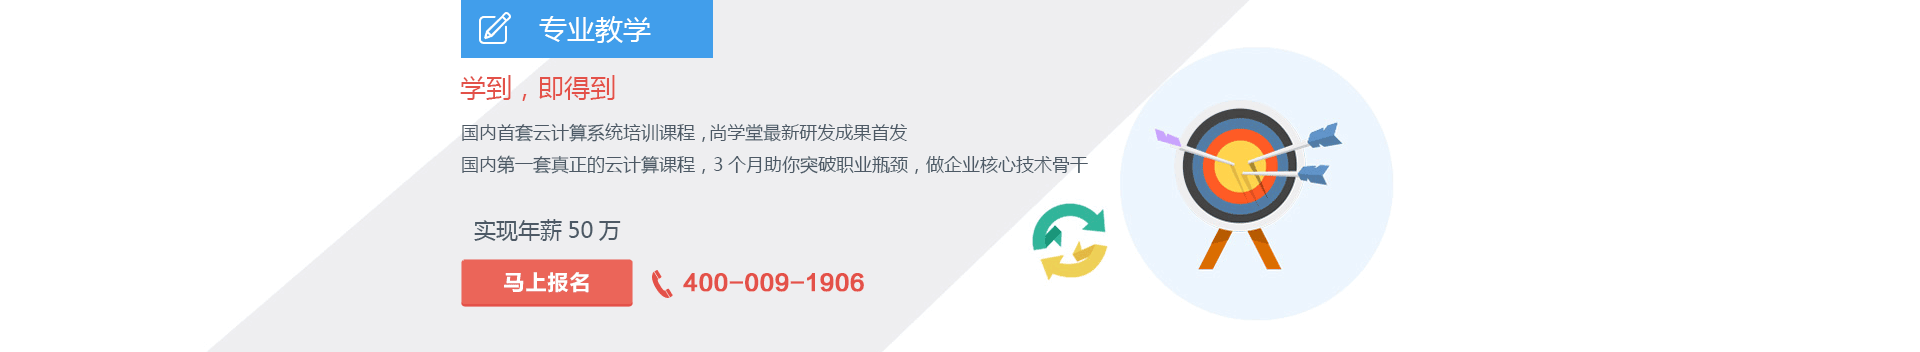 专业教学
学到，即得到
国内首套云计算系统培训课程，尚学堂最新研发成果首发
国内第一套真正的云计算课程，3 个月助你突破职业瓶颈，做企业核心技术骨干
实现年薪 50 万
马上报名 400-009-1906